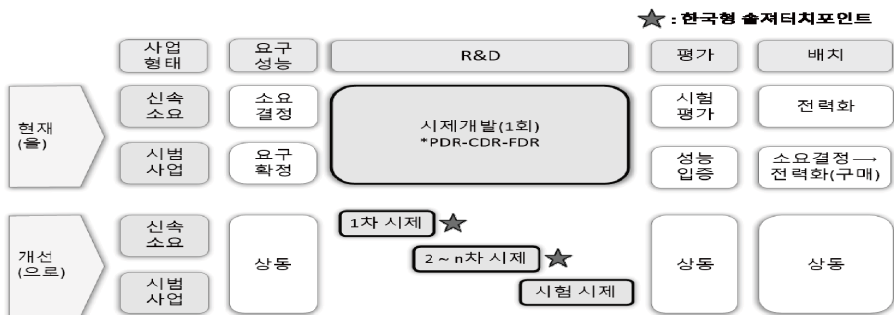 ★ : 한국형 솔져터치포인트
사업
형태
요구
성능
R&D
평가
배치
현재
(을)
신속
소요
소요
결정
시제개발(1회)
*PDR-CDR-FDR
시험
평가
전력화
시범
사업
요구
확정
성능
입증
소요결정→
전력화(구매)
개선
(으로)
신속
소요
시범
사업
상동
1차 시제 ★
2 ~ n차 시제 ★
시험 시제
상동
상동